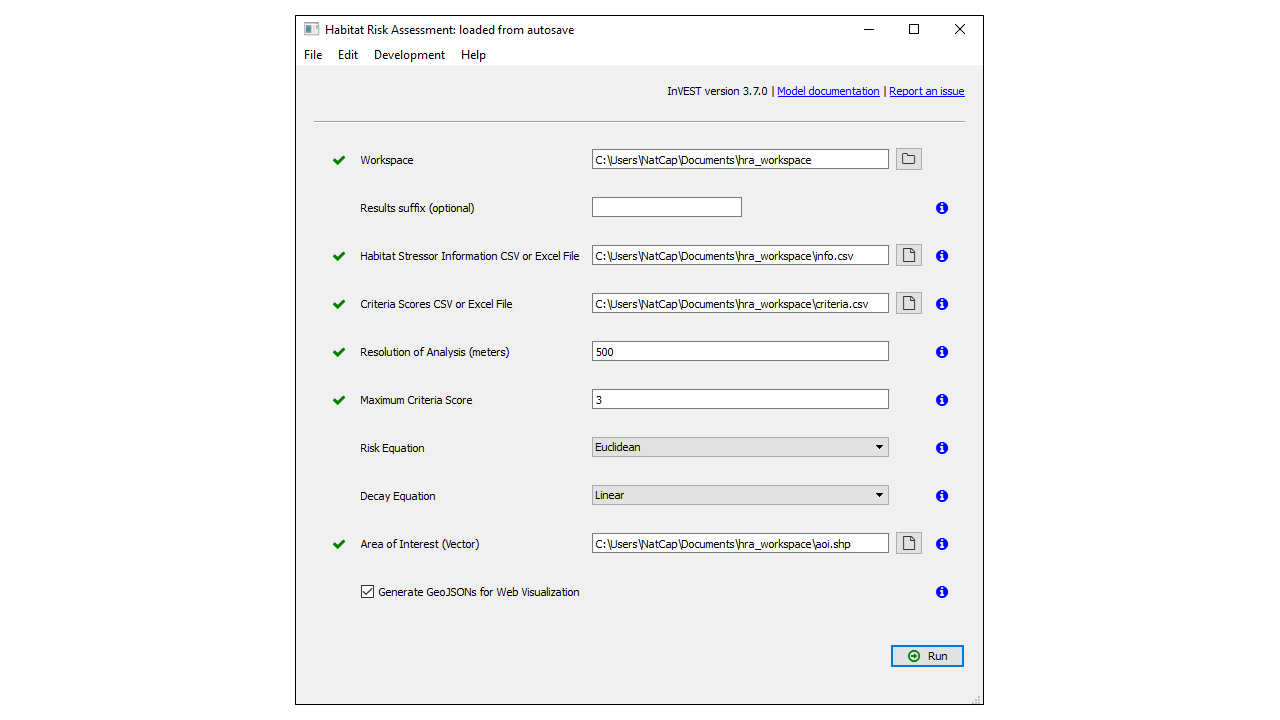 Habitat Risk Assessment: loaded from autosave
File Edit Development Help
InVEST version 3.7.0 | Model documentation | Report an issue
Workspace C:\Users\NatCap\Documents\hra_workspace
Results suffix (optional)
Habitat Stressor Information CSV or Excel File C:\Users\NatCap\Documents\hra_workspace\info.csv
Criteria Scores CSV or Excel File C:\Users\NatCap\Documents\hra_workspace\criteria.csv
Resolution of Analysis (meters) 500
Maximum Criteria Score 3
Risk Equation Euclidean
Decay Equation Linear
Area of Interest (Vector) C:\Users\NatCap\Documents\hra_workspace\aoi.shp
Generate GeoJSONs for Web Visualization
Run